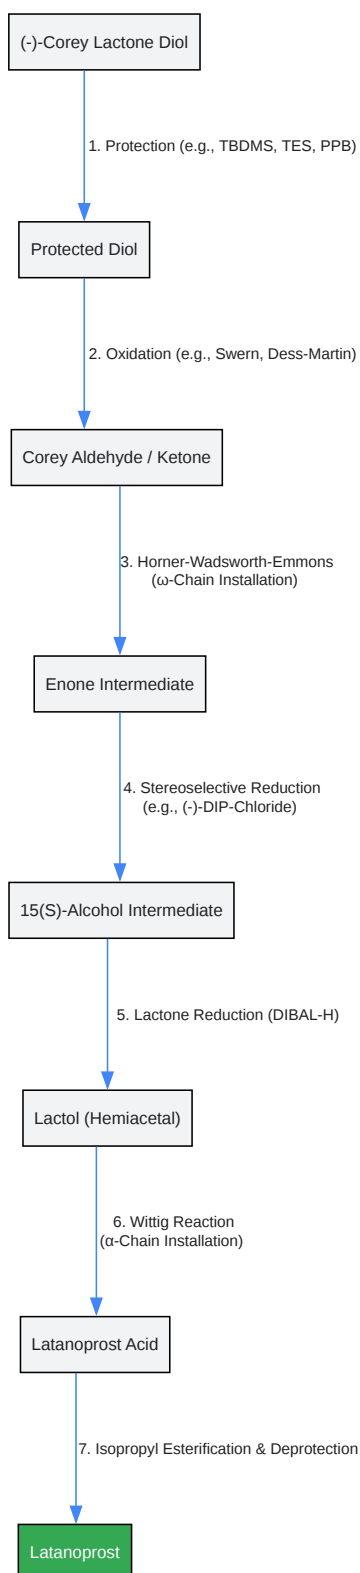 (-)-Corey Lactone Diol
1. Protection (e.g., TBDMS, TES, PPB)
Protected Diol
2. Oxidation (e.g., Swern, Dess-Martin)
Corey Aldehyde / Ketone
3. Horner-Wadsworth-Emmons
(ω-Chain Installation)
Enone Intermediate
4. Stereoselective Reduction
(e.g., (-)-DIP-Chloride)
15(S)-Alcohol Intermediate
5. Lactone Reduction (DIBAL-H)
Lactol (Hemiacetal)
6. Wittig Reaction
(α-Chain Installation)
Latanoprost Acid
7. Isopropyl Esterification & Deprotection
Latanoprost